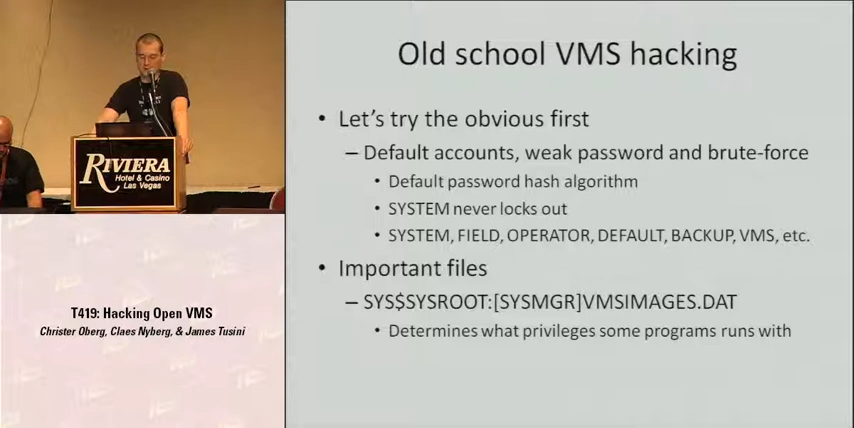 RIVIERA
Hotel & Casino
Las Vegas
T419: Hacking Open VMS
Christer Oberg, Claes Nyberg, & James Tusini
Old school VMS hacking
• Let's try the obvious first
– Default accounts, weak password and brute-force
• Default password hash algorithm
• SYSTEM never locks out
• SYSTEM, FIELD, OPERATOR, DEFAULT, BACKUP, VMS, etc.
• Important files
– SYS$SYSROOT:[SYSMGR]VMSIMAGES.DAT
• Determines what privileges some programs runs with